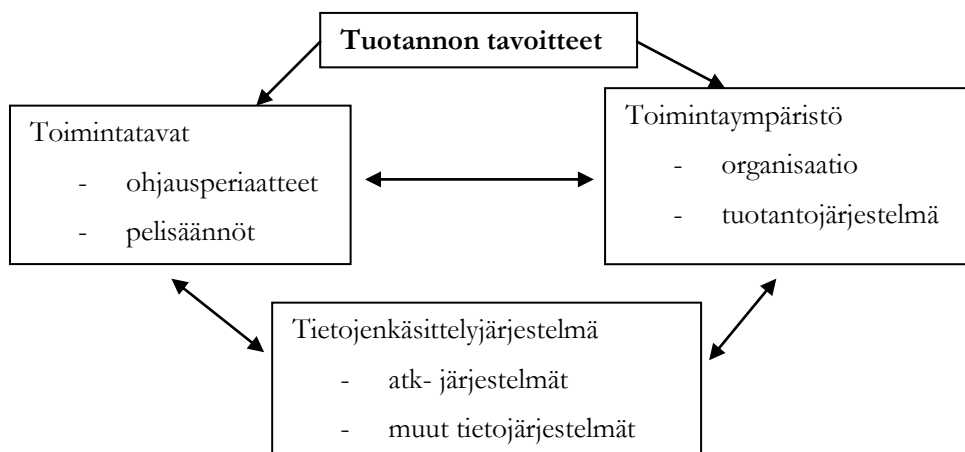 Tuotannon tavoitteet
Toimintatavat
- ohjausperiaatteet
- pelisäännöt
Toimintaympäristö
- organisaatio
- tuotantojärjestelmä
Tietojenkäsittelyjärjestelmä
- atk- järjestelmät
- muut tietojärjestelmät